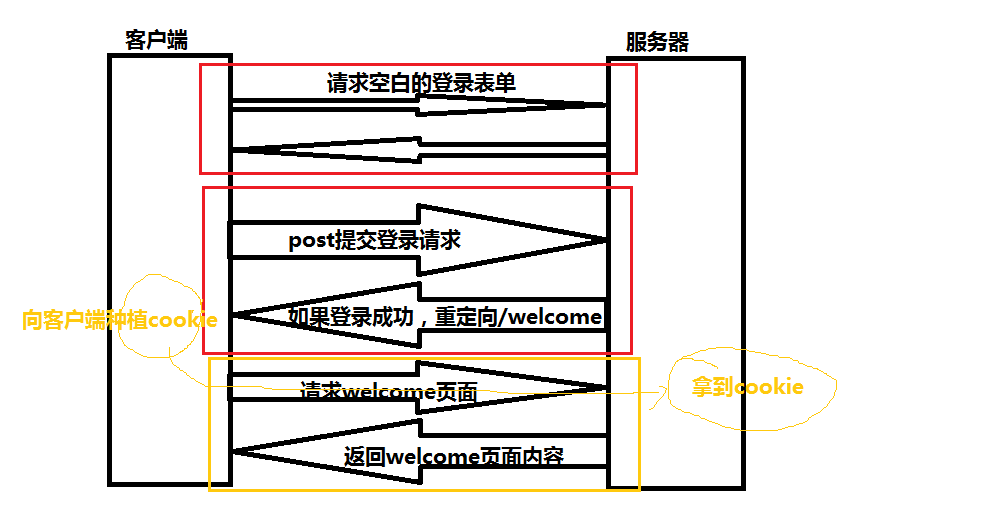 客户端
服务器
请求空白的登录表单
post提交登录请求
如果登录成功，重定向/welcome
向客户端种植cookie
请求welcome页面
拿到cookie
返回welcome页面内容